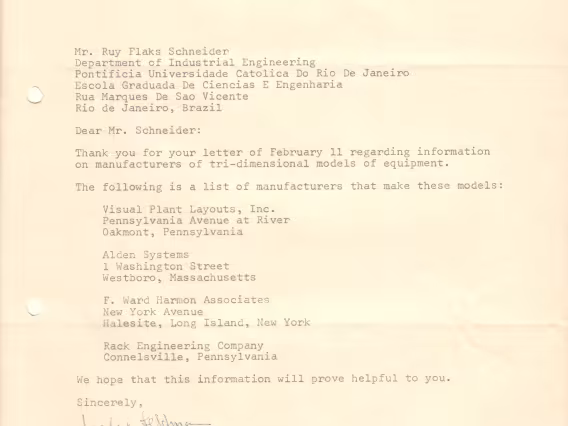 Mr. Ruy Flaks Schneider
Department of Industrial Engineering
Pontificia Universidade Catolica Do Rio De Janeiro
Escola Graduada De Ciencias E Engenharia
Rua Marques De Sao Vicente
Rio de Janeiro, Brazil
Dear Mr. Schneider:
Thank you for your letter of February 11 regarding information
on manufacturers of tri-dimensional models of equipment.
The following is a list of manufacturers that make these models:
Visual Plant Layouts, Inc.
Pennsylvania Avenue at River
Oakmont, Pennsylvania
Alden Systems
1 Washington Street
Westboro, Massachusetts
F. Ward Harmon Associates
New York Avenue
Halesite, Long Island, New York
Rack Engineering Company
Connelsville, Pennsylvania
We hope that this information will prove helpful to you.
Sincerely,